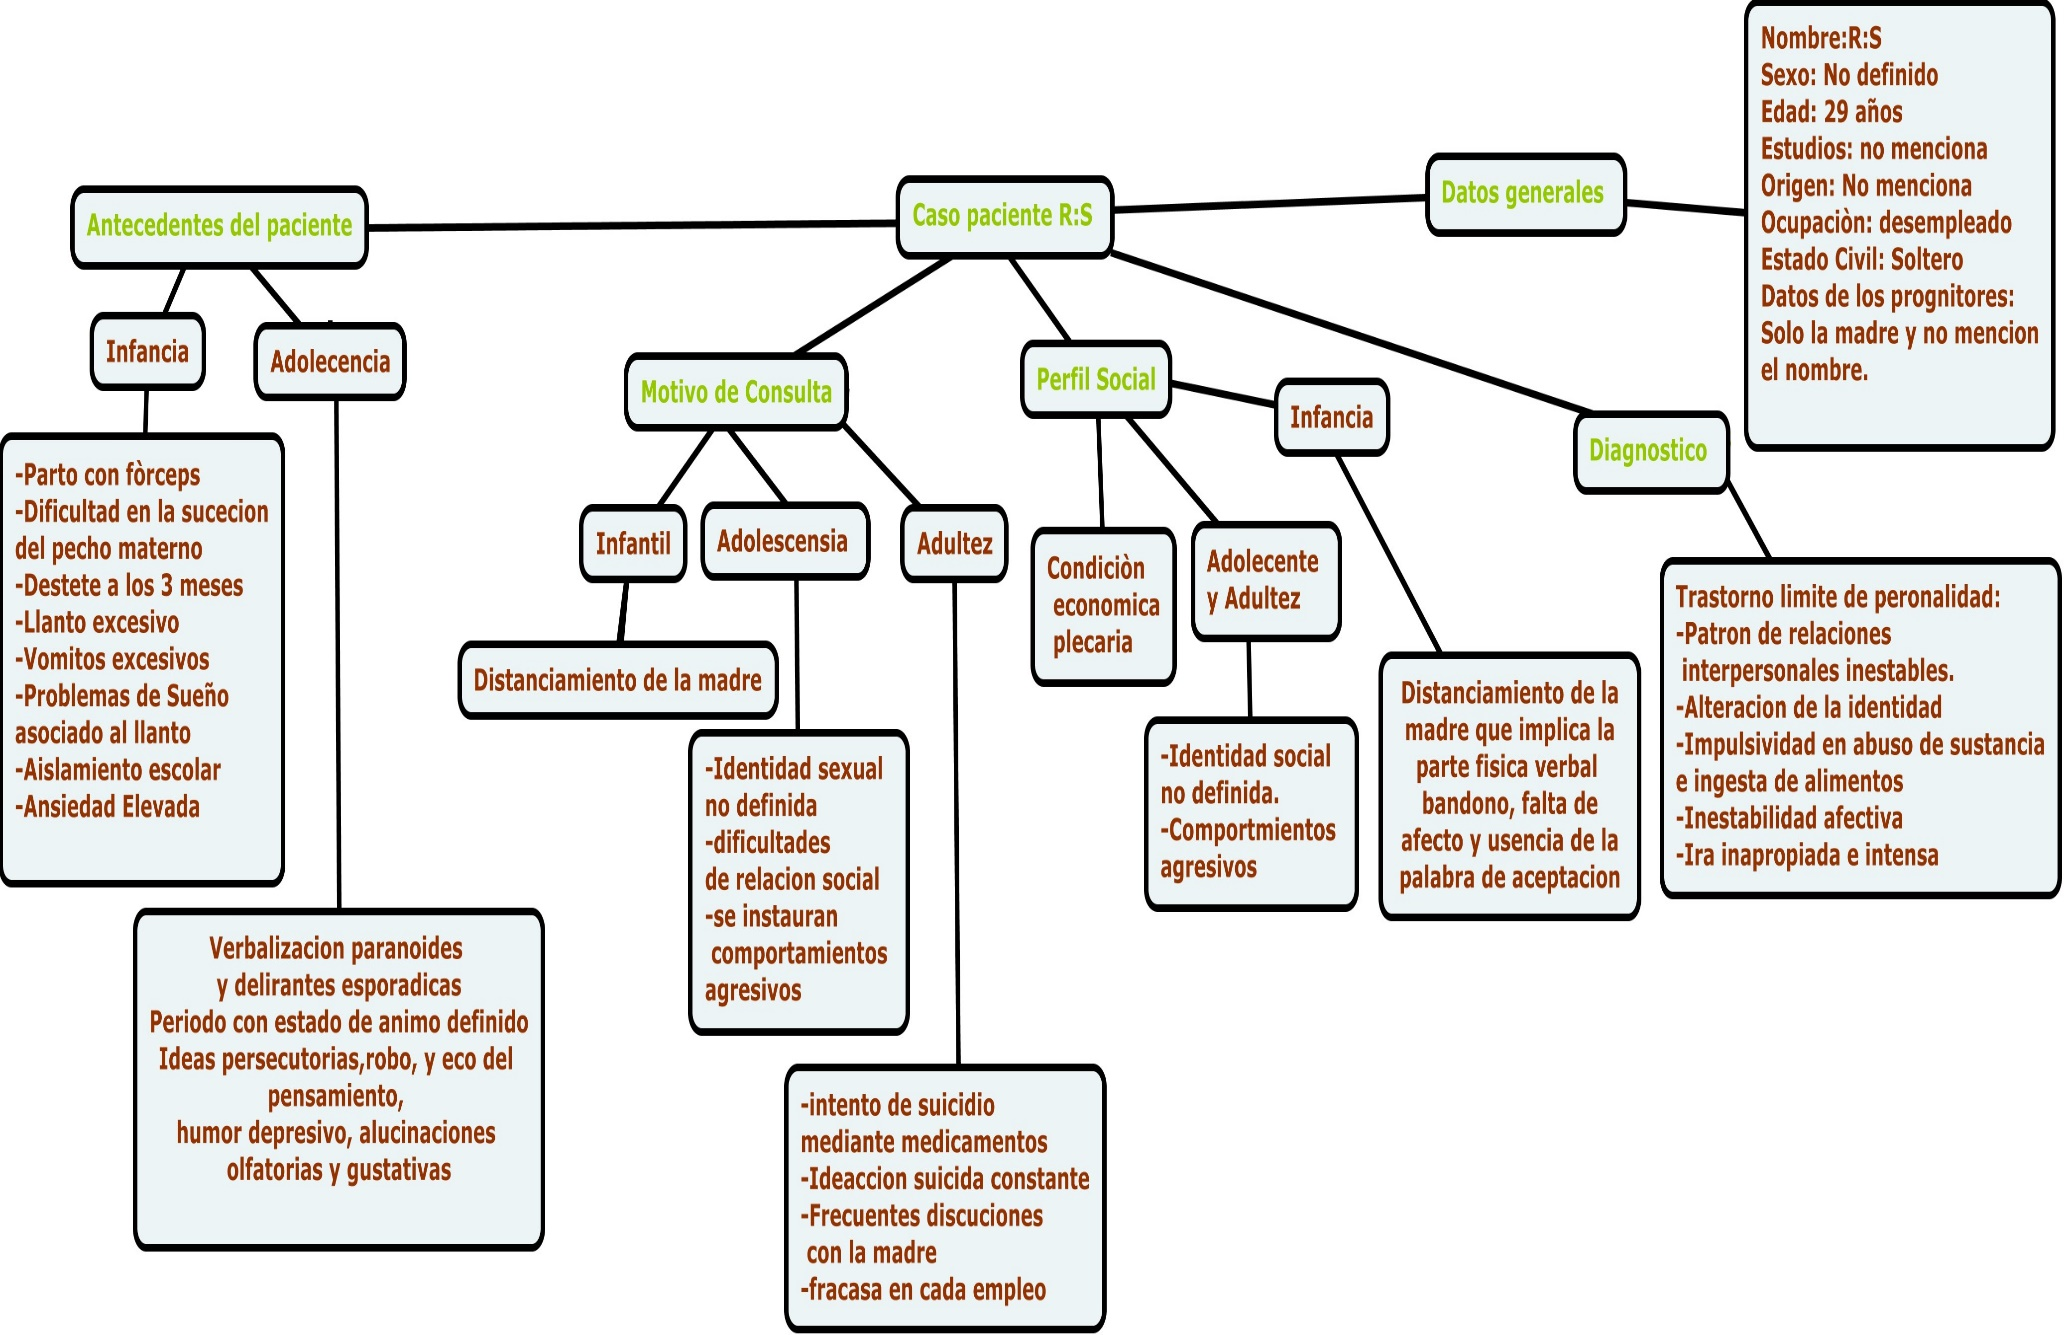 Caso paciente R:S
Datos generales
Nombre:R:S
Sexo: No definido
Edad: 29 años
Estudios: no menciona
Origen: No menciona
Ocupaciòn: desempleado
Estado Civil: Soltero
Datos de los prognitores:
Solo la madre y no mencion
el nombre.
Antecedentes del paciente
Infancia
-Parto con fòrceps
-Dificultad en la sucecion
del pecho materno
-Destete a los 3 meses
-Llanto excesivo
-Vomitos excesivos
-Problemas de Sueño
asociado al llanto
-Aislamiento escolar
-Ansiedad Elevada
Adolecencia
Verbalizacion paranoides
y delirantes esporadicas
Periodo con estado de animo definido
Ideas persecutorias,robo, y eco del
pensamiento,
humor depresivo, alucinaciones
olfatorias y gustativas
Motivo de Consulta
Infantil
Distanciamiento de la madre
Adolescensia
-Identidad sexual
no definida
-dificultades
de relacion social
-se instauran
comportamientos
agresivos
Adultez
-intento de suicidio
mediante medicamentos
-Ideaccion suicida constante
-Frecuentes discuciones
con la madre
-fracasa en cada empleo
Perfil Social
Condiciòn
economica
plecaria
Adolecente
y Adultez
-Identidad social
no definida.
-Comportmientos
agresivos
Infancia
Distanciamiento de la
madre que implica la
parte fisica verbal
bandono, falta de
afecto y usencia de la
palabra de aceptacion
Diagnostico
Trastorno limite de peronalidad:
-Patron de relaciones
interpersonales inestables.
-Alteracion de la identidad
-Impulsividad en abuso de sustancia
e ingesta de alimentos
-Inestabilidad afectiva
-Ira inapropiada e intensa